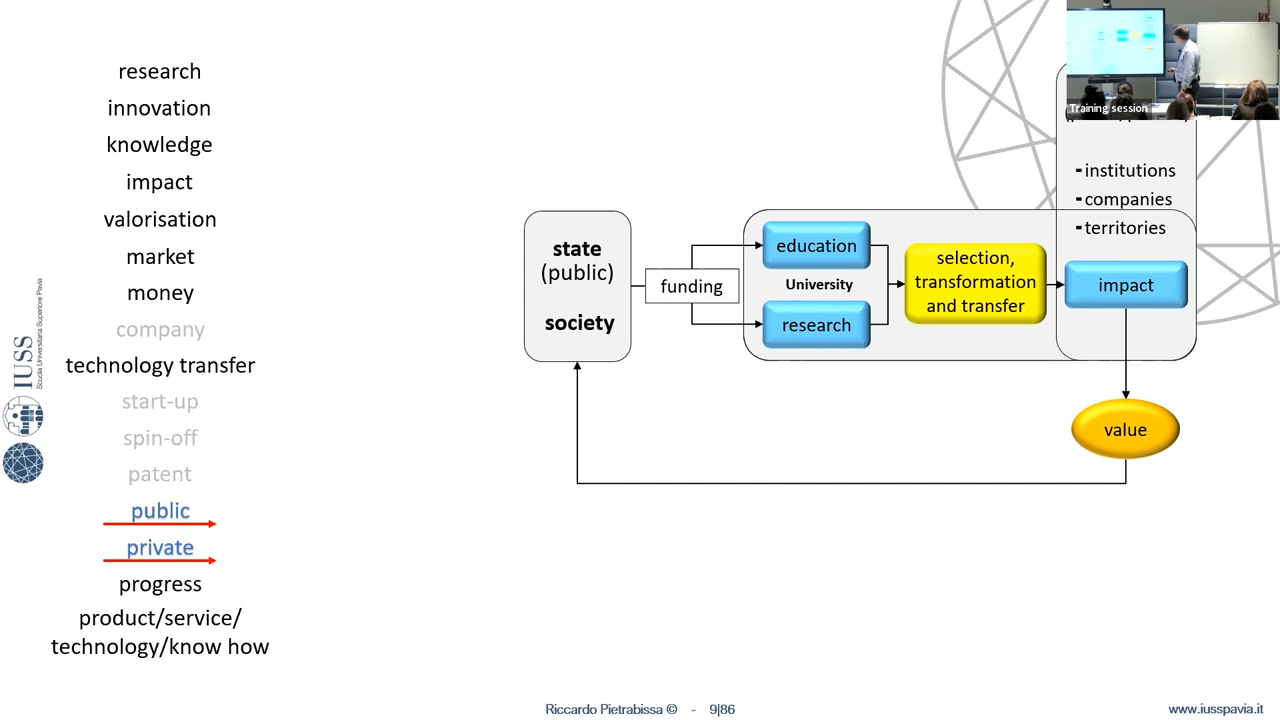 research
innovation
knowledge
impact
valorisation
market
money
company
technology transfer
start-up
spin-off
patent
public
private
progress
product/service/
technology/know how
IUSS
Scuola Universitaria Superiore Pavia
state
(public)
society
funding
education
University
research
selection,
transformation
and transfer
Training session
-institutions
-companies
-territories
impact
value
Riccardo Pietrabissa © - 9|86
www.iusspavia.it